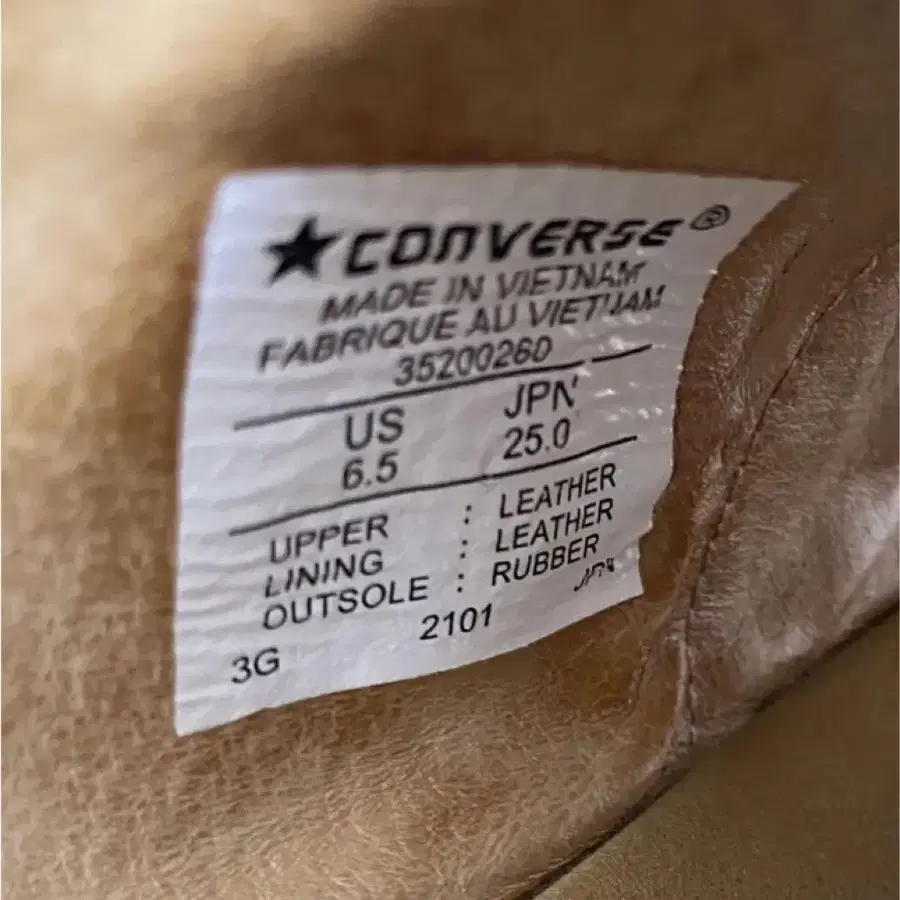 ★CONVERSE®
MADE IN VIETNAM
FABRIQUE AU VIETNAM
35200260
US JPN
6.5 25.0
UPPER : LEATHER
LINING : LEATHER
OUTSOLE : RUBBER
3G 2101 JPN